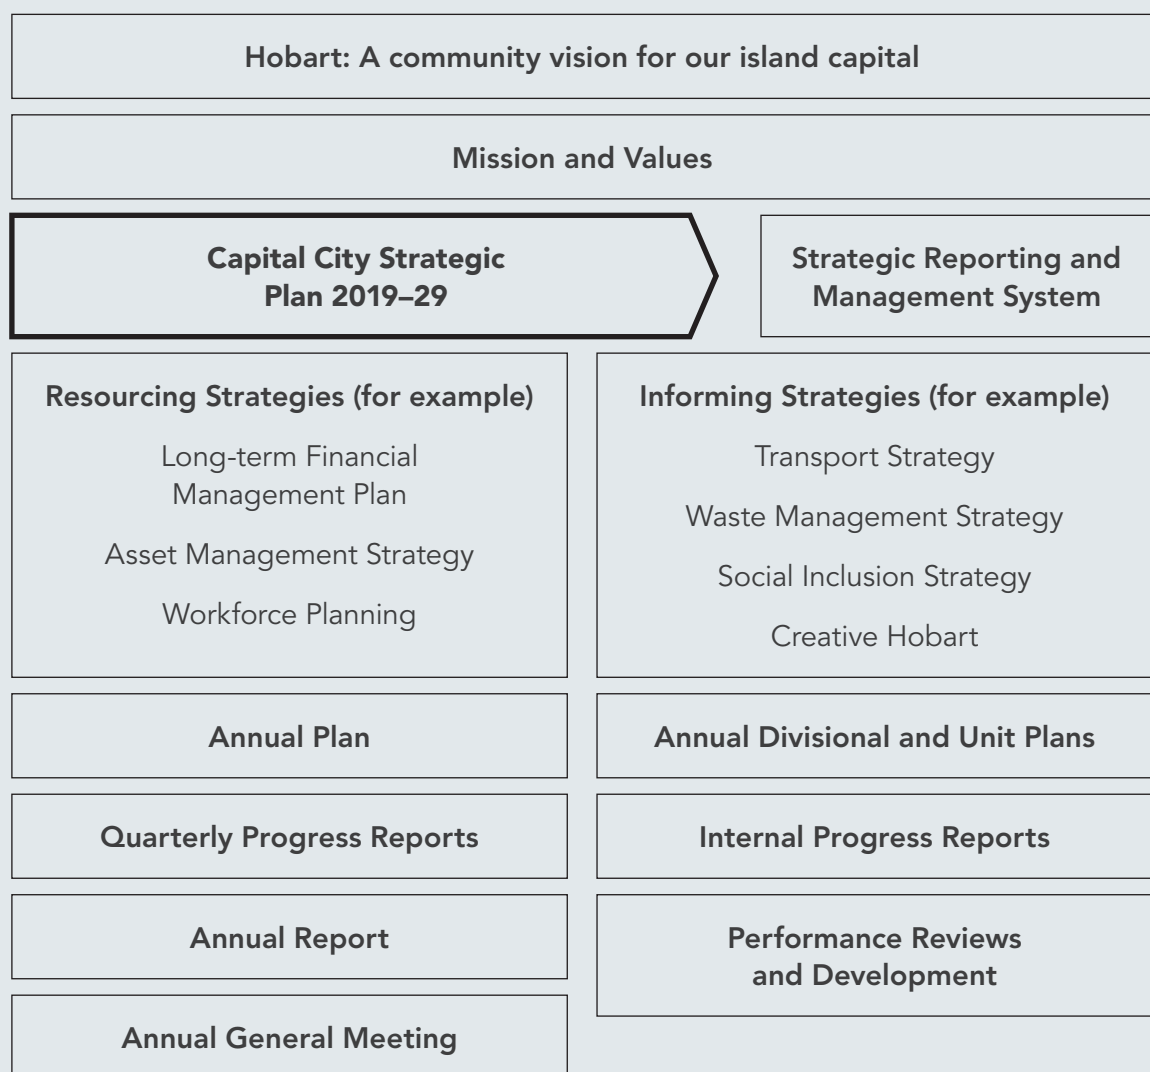 Hobart: A community vision for our island capital
Mission and Values
Capital City Strategic
Plan 2019–29
Strategic Reporting and
Management System
Resourcing Strategies (for example)
Long-term Financial
Management Plan
Asset Management Strategy
Workforce Planning
Informing Strategies (for example)
Transport Strategy
Waste Management Strategy
Social Inclusion Strategy
Creative Hobart
Annual Plan
Annual Divisional and Unit Plans
Quarterly Progress Reports
Internal Progress Reports
Annual Report
Performance Reviews
and Development
Annual General Meeting